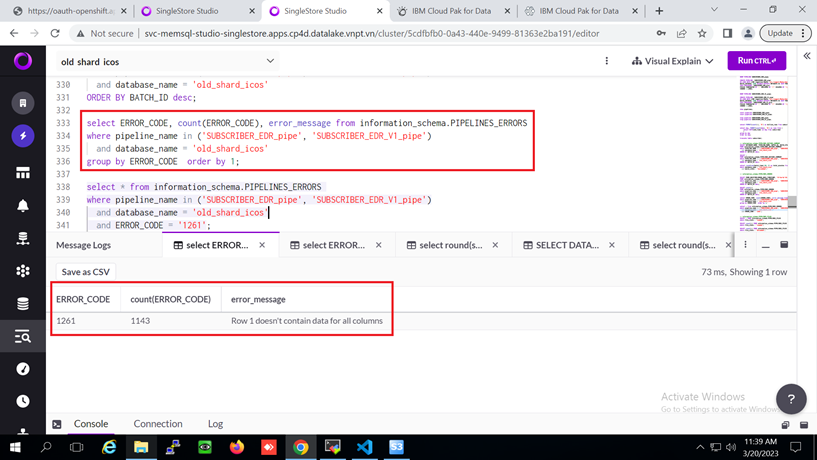 https://oauth-openshift.a
SingleStore Studio
SingleStore Studio
IBM Cloud Pak for Data
IBM Cloud Pak for Data
Not secure
svc-memsql-studio-singlestore.apps.cp4d.datalake.vnpt.vn/cluster/5cdfbfb0-0a43-440e-9499-81363e2ba191/editor
Update
old_shard_icos
Visual Explain
Run CTRL⏎
330 and database_name = 'old_shard_icos'
331 ORDER BY BATCH_ID desc;
332
333 select ERROR_CODE, count(ERROR_CODE), error_message from information_schema.PIPELINES_ERRORS
334 where pipeline_name in ('SUBSCRIBER_EDR_pipe', 'SUBSCRIBER_EDR_V1_pipe')
335 and database_name = 'old_shard_icos'
336 group by ERROR_CODE order by 1;
337
338 select * from information_schema.PIPELINES_ERRORS
339 where pipeline_name in ('SUBSCRIBER_EDR_pipe', 'SUBSCRIBER_EDR_V1_pipe')
340 and database_name = 'old_shard_icos'
341 and ERROR_CODE = '1261';
Message Logs
select ERROR...
select ERROR...
select round(s...
SELECT DATA...
select round(s...
Save as CSV
73 ms, Showing 1 row
ERROR_CODE count(ERROR_CODE) error_message
1261 1143 Row 1 doesn't contain data for all columns
Activate Windows
Go to Settings to activate Windows.
?
Console Connection Log
11:39 AM
3/20/2023